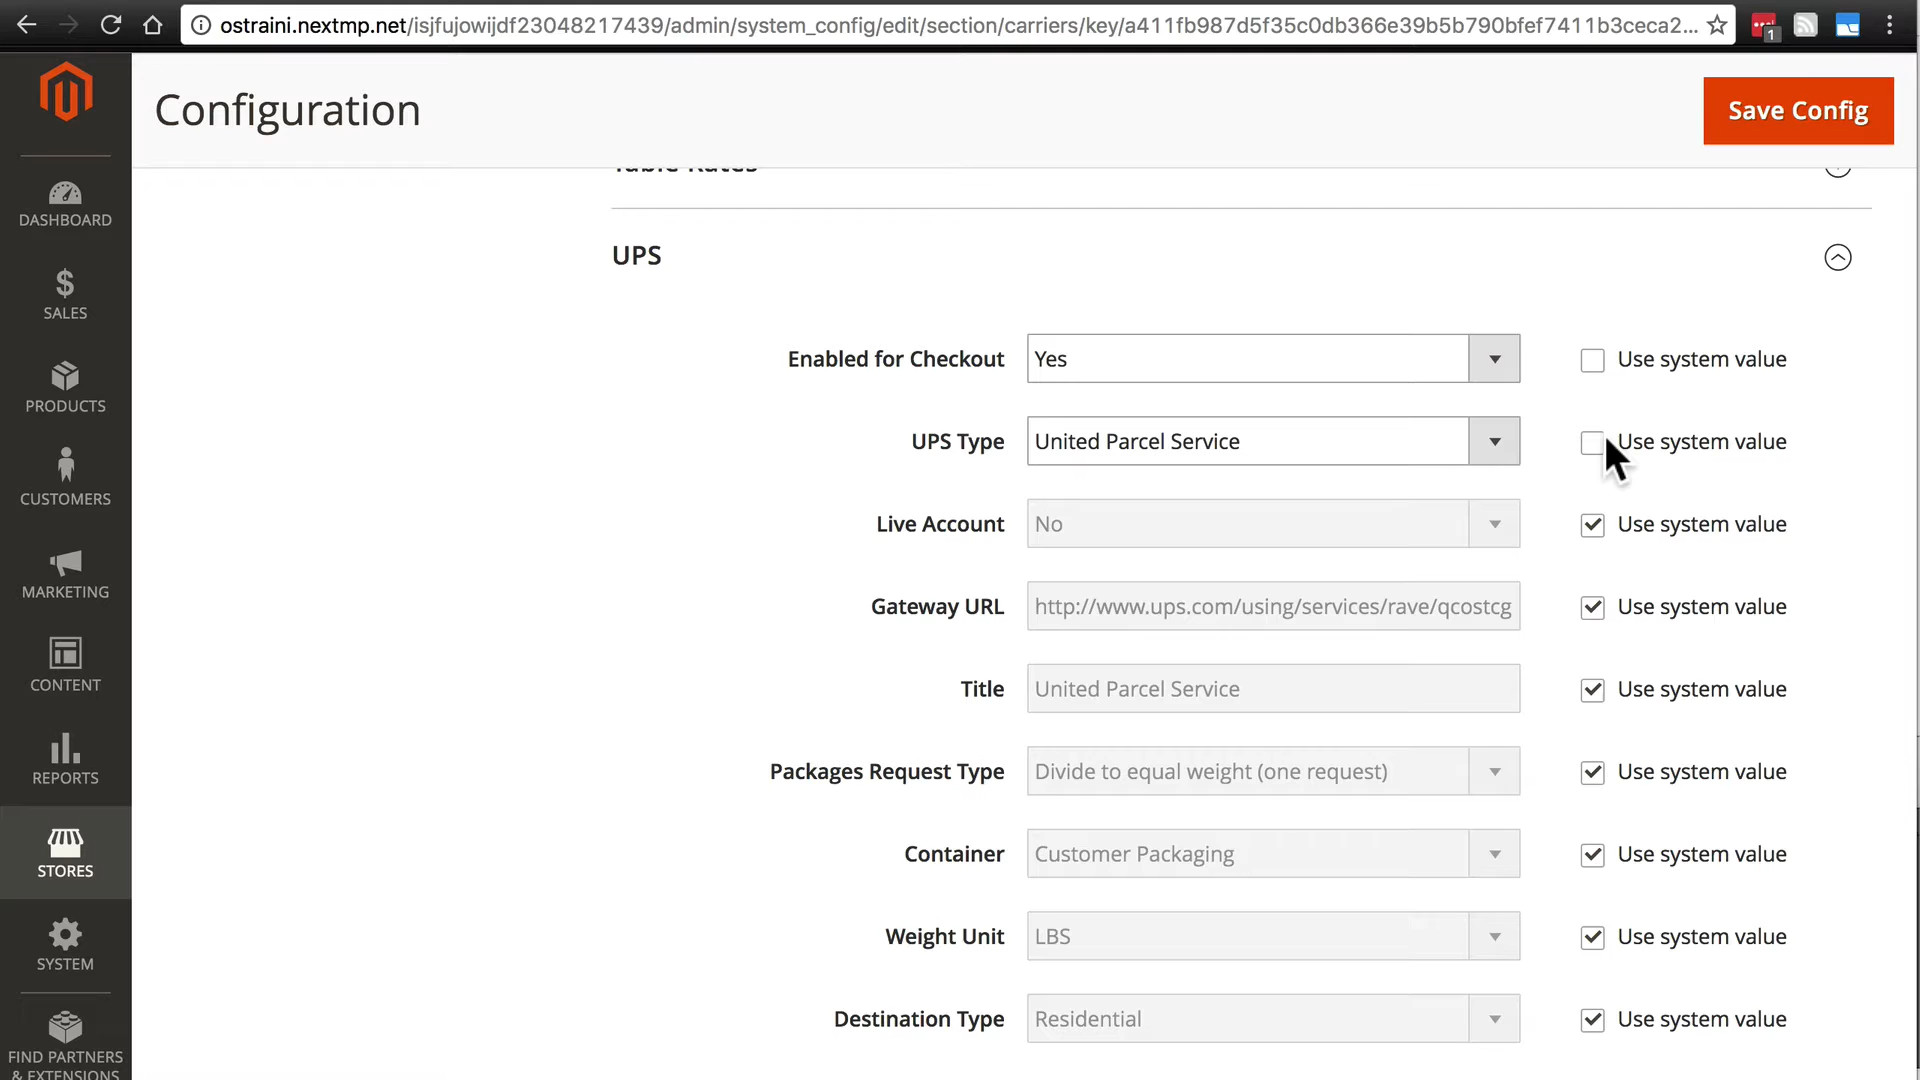 ostraini.nextmp.net/isjfujowijdf23048217439/admin/system_config/edit/section/carriers/key/a411fb987d5f35c0db366e39b5b790bfef7411b3ceca2...
1
Configuration
Save Config
Table Rates
UPS
Enabled for Checkout Yes Use system value
UPS Type United Parcel Service Use system value
Live Account No Use system value
Gateway URL http://www.ups.com/using/services/rave/qcostcg Use system value
Title United Parcel Service Use system value
Packages Request Type Divide to equal weight (one request) Use system value
Container Customer Packaging Use system value
Weight Unit LBS Use system value
Destination Type Residential Use system value
DASHBOARD
$
SALES
PRODUCTS
CUSTOMERS
MARKETING
CONTENT
REPORTS
STORES
SYSTEM
FIND PARTNERS
& EXTENSIONS